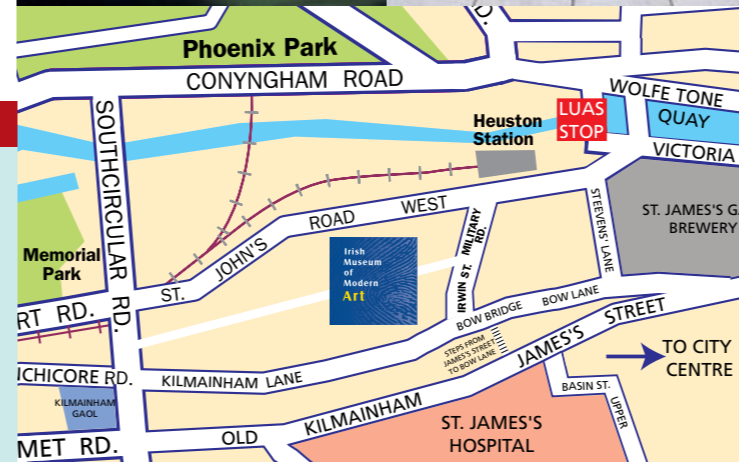 D.
Phoenix Park
CONYNGHAM ROAD
WOLFE TONE
QUAY
VICTORIA
LUAS
STOP
Heuston
Station
SOUTHCIRCULAR RD.
ST. JOHN'S ROAD WEST
IRWIN ST. MILITARY
RD.
STEEVENS' LANE
ST. JAMES'S GA
BREWERY
Memorial
Park
Irish
Museum
of
Modern
Art
RT RD.
BOW BRIDGE
BOW LANE
STEPS FROM
JAMES'S STREET
TO BOW LANE
JAMES'S STREET
TO CITY
CENTRE
ICHICORE RD.
KILMAINHAM LANE
KILMAINHAM
GAOL
BASIN ST.
UPPER
MET RD.
OLD KILMAINHAM
ST. JAMES'S
HOSPITAL